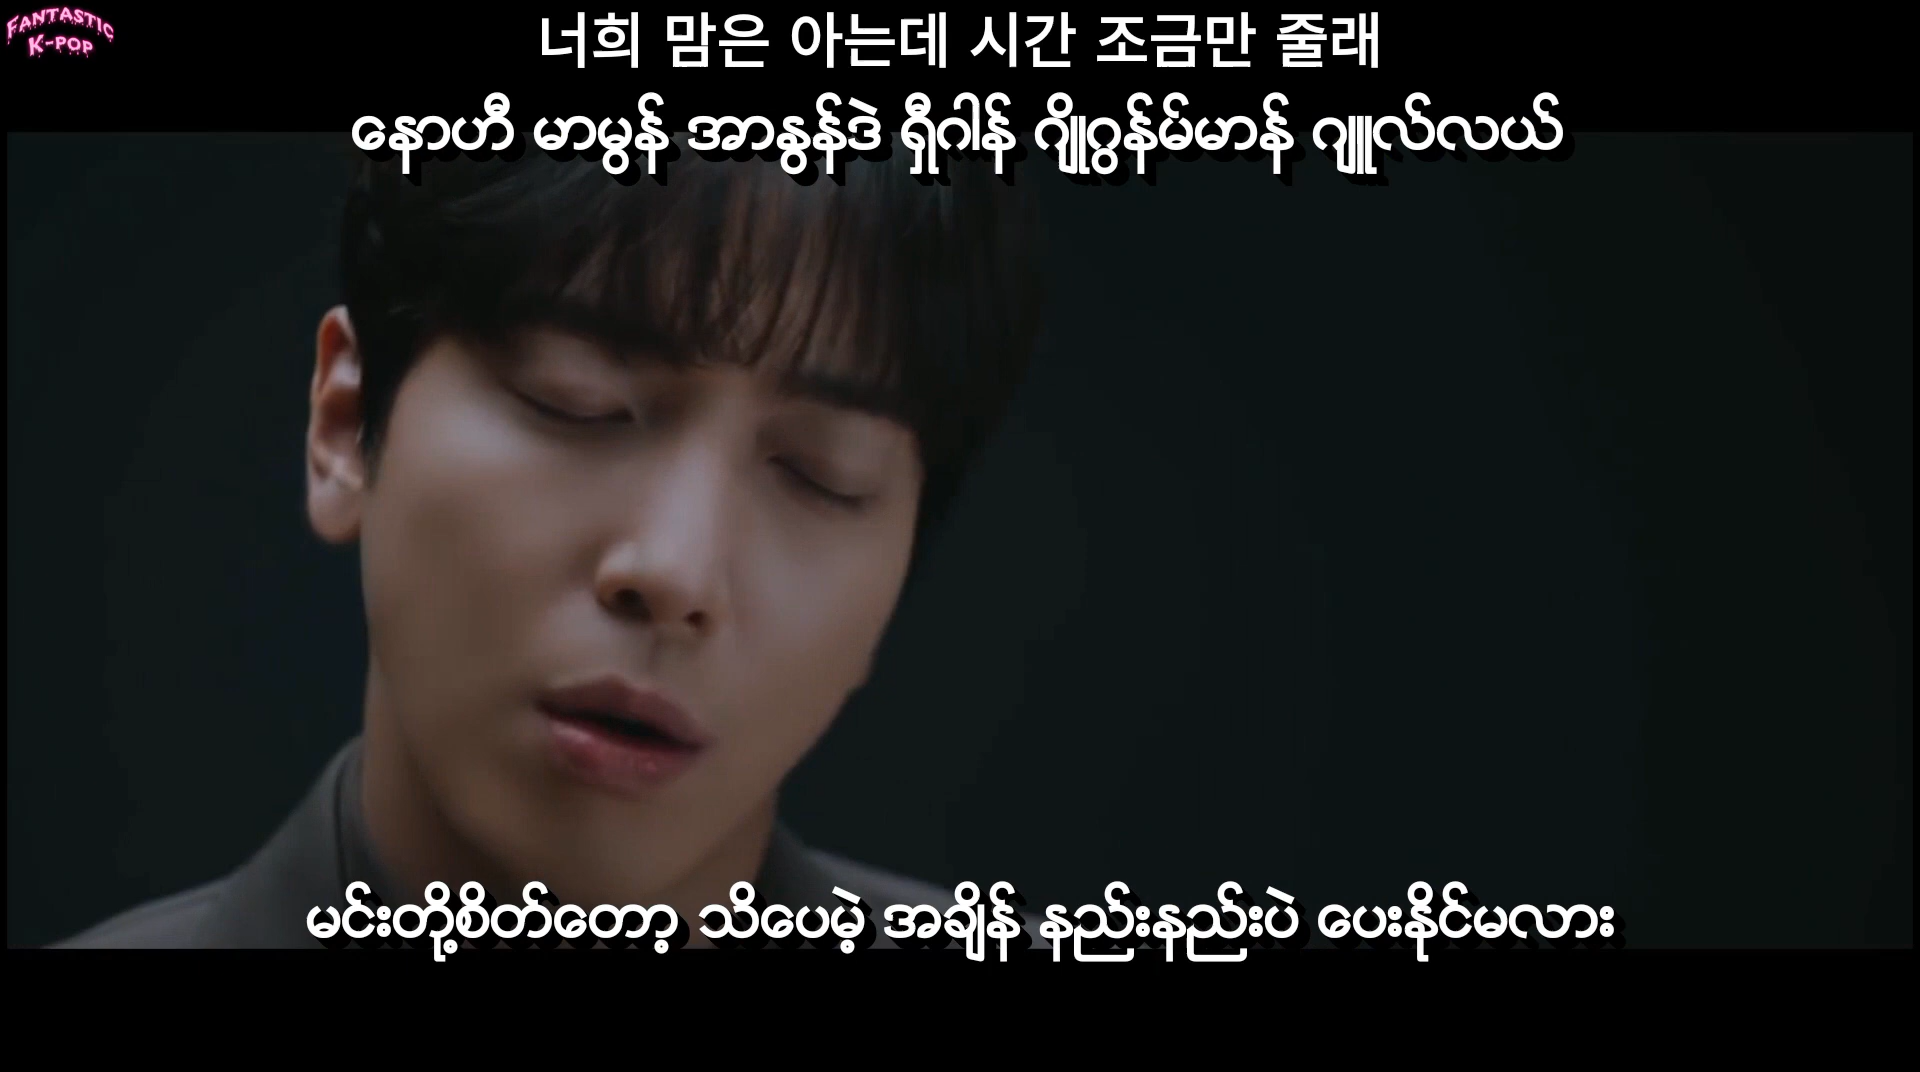 FANTASTIC
K-POP
너희 맘은 아는데 시간 조금만 줄래
နောဟီ မာမွန် အာနွန်ဒဲ ရှီဂါန် ဂျိုဂွန်မ်မာန် ဂျူလ်လယ်
မင်းတို့စိတ်တော့ သိပေမဲ့ အချိန် နည်းနည်းပဲ ပေးနိုင်မလား